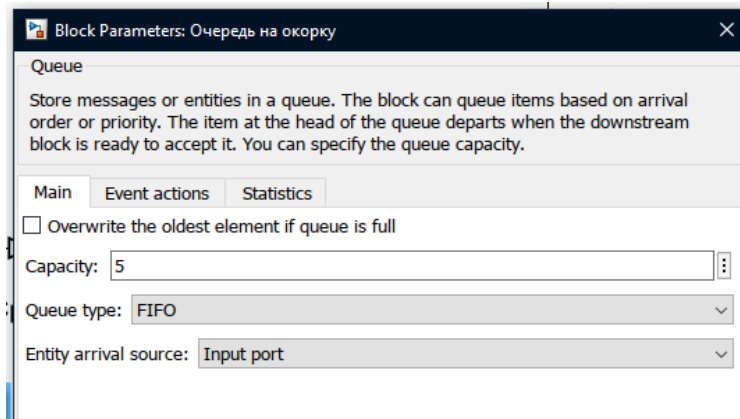 Block Parameters: Очередь на окорку
Queue
Store messages or entities in a queue. The block can queue items based on arrival
order or priority. The item at the head of the queue departs when the downstream
block is ready to accept it. You can specify the queue capacity.
Main Event actions Statistics
Overwrite the oldest element if queue is full
Capacity: 5
Queue type: FIFO
Entity arrival source: Input port